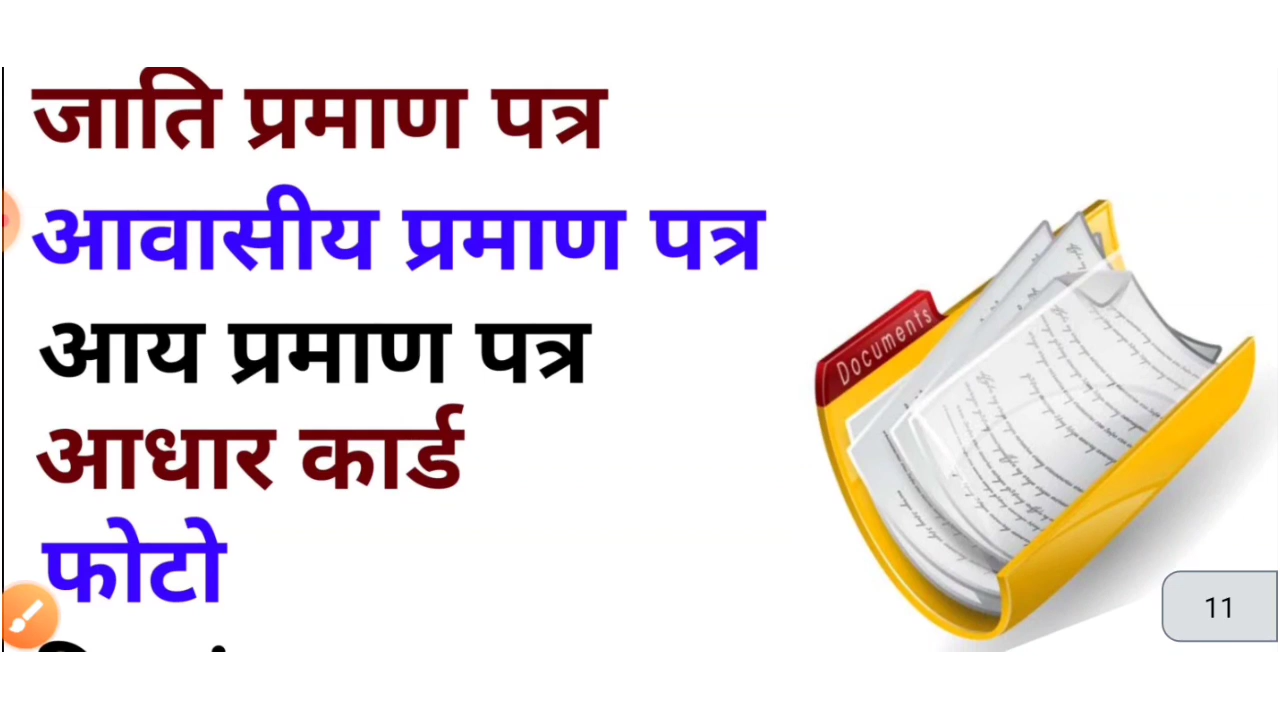 जाति प्रमाण पत्र
आवासीय प्रमाण पत्र
आय प्रमाण पत्र
आधार कार्ड
फोटो
Documents
11